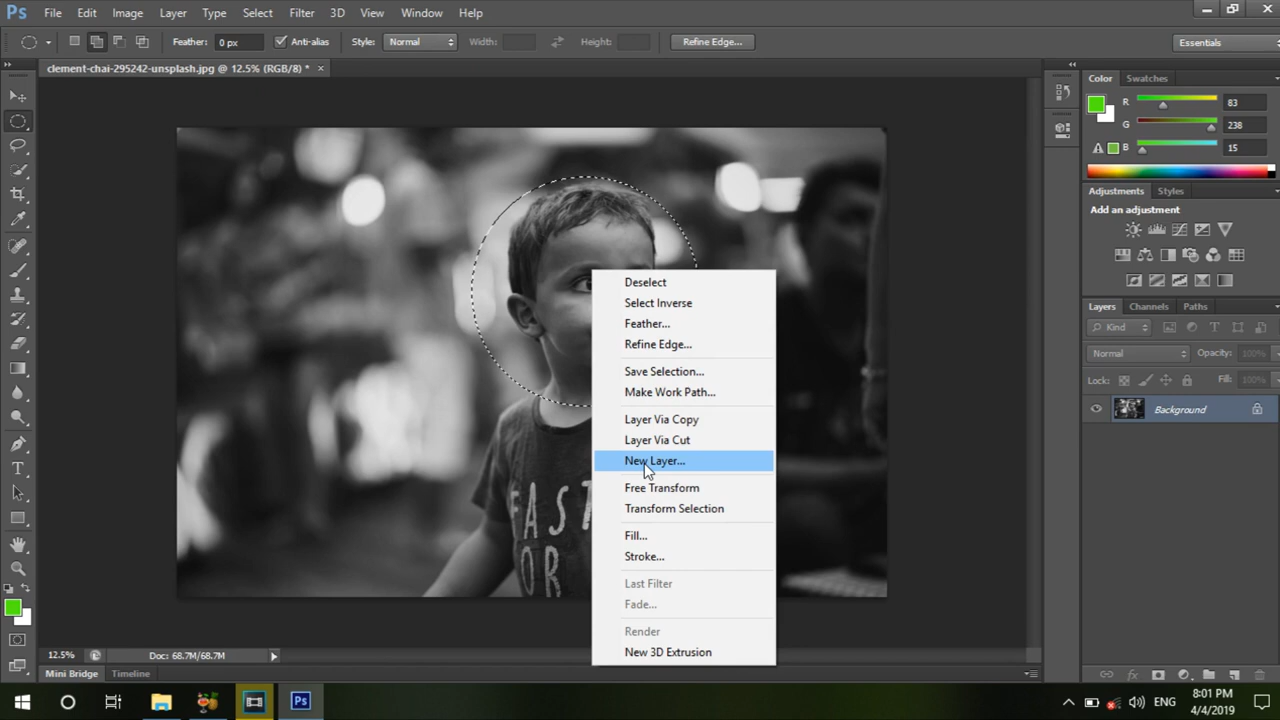 Ps File Edit Image Layer Type Select Filter 3D View Window Help
Feather: 0 px Anti-alias Style: Normal Width: Height: Refine Edge... Essentials
clement-chai-295242-unsplash.jpg @ 12.5% (RGB/8) * ×
Color Swatches
R 83
G 238
B 15
Adjustments Styles
Add an adjustment
Layers Channels Paths
Kind
Normal Opacity: 100%
Lock: Fill: 100%
Background
Deselect
Select Inverse
Feather...
Refine Edge...
Save Selection...
Make Work Path...
Layer Via Copy
Layer Via Cut
New Layer...
Free Transform
Transform Selection
Fill...
Stroke...
Last Filter
Fade...
Render
New 3D Extrusion
FAST
OR
12.5% Doc: 68.7M/68.7M
Mini Bridge Timeline
Ps ENG 8:01 PM
4/4/2019